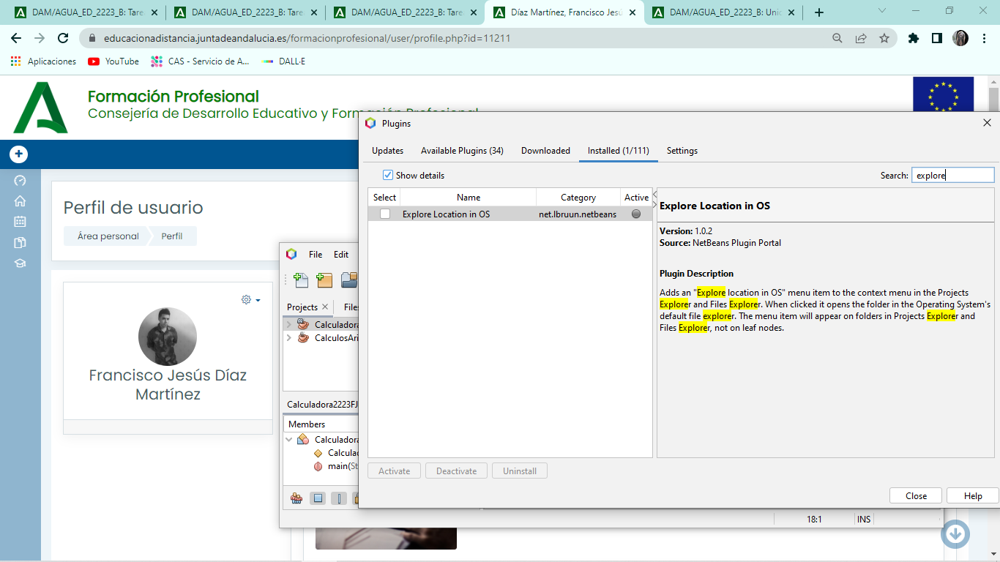 DAM/AGUA_ED_2223_B: Tare
DAM/AGUA_ED_2223_B: Tare
DAM/AGUA_ED_2223_B: Tare
Díaz Martínez, Francisco Jesú
DAM/AGUA_ED_2223_B: Unid
educacionadistancia.juntadeandalucia.es/formacionprofesional/user/profile.php?id=11211
Aplicaciones
YouTube
CAS - Servicio de A...
DALL·E
Formación Profesional
Consejería de Desarrollo Educativo y Formación Profesional
Perfil de usuario
Área personal
Perfil
Francisco Jesús Díaz
Martínez
File Edit
Projects
Files
Calculadora
CalculosAri
Calculadora2223FJ
Members
Calculadora
Calculad
main(St
18:1
INS
Plugins
Updates
Available Plugins (34)
Downloaded
Installed (1/111)
Settings
Show details
Search: explore
Select Name Category Active
Explore Location in OS net.lbruun.netbeans
Explore Location in OS
Version: 1.0.2
Source: NetBeans Plugin Portal
Plugin Description
Adds an "Explore location in OS" menu item to the context menu in the Projects
Explorer and Files Explorer. When clicked it opens the folder in the Operating System's
default file explorer. The menu item will appear on folders in Projects Explorer and
Files Explorer, not on leaf nodes.
Activate
Deactivate
Uninstall
Close
Help